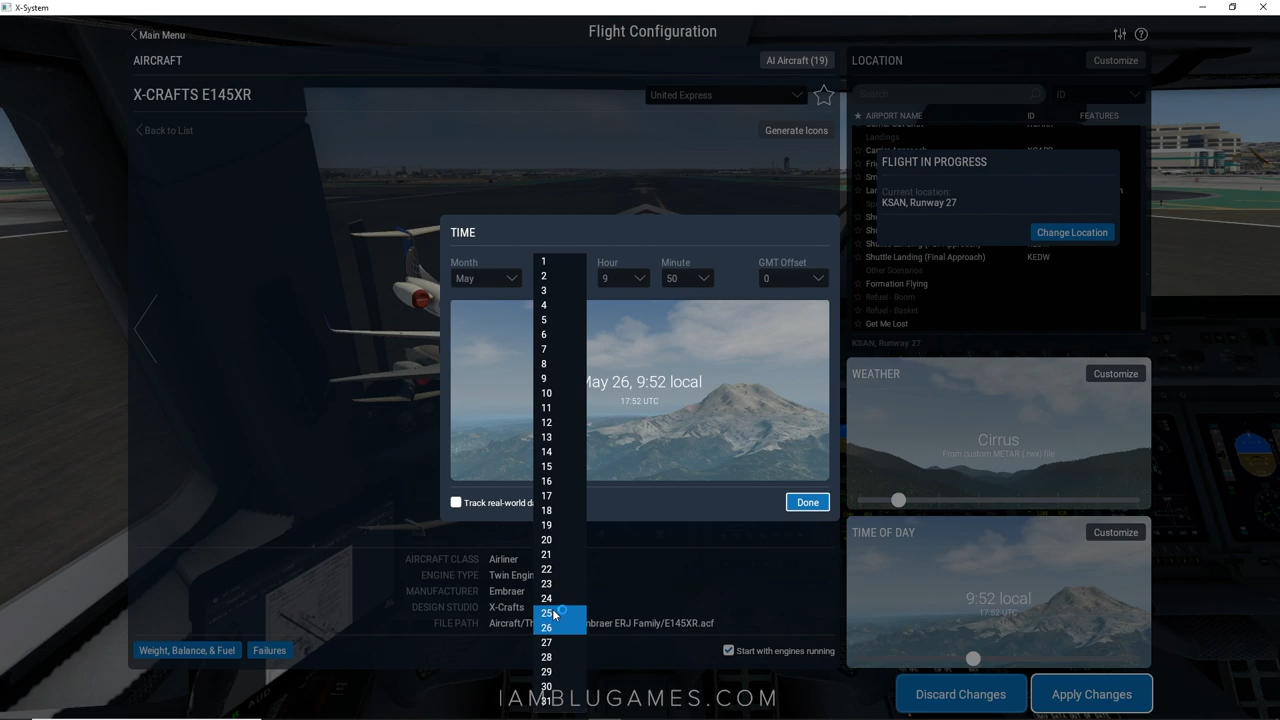 X-System
Main Menu
Flight Configuration
AIRCRAFT
AI Aircraft (19)
X-CRAFTS E145XR
United Express
Back to List
Generate Icons
LOCATION
Customize
Search
ID
AIRPORT NAME
ID
FEATURES
Landings
FLIGHT IN PROGRESS
Current location:
KSAN, Runway 27
Change Location
Shuttle Landing (Final Approach)
KEDW
Other Scenarios
Formation Flying
Refuel - Boom
Refuel - Basket
Get Me Lost
KSAN, Runway 27
TIME
Month
Hour
Minute
GMT Offset
May
9
50
0
1
2
3
4
5
6
7
8
9
10
11
12
13
14
15
16
17
18
19
20
21
22
23
24
25
26
27
28
29
30
31
May 26, 9:52 local
17:52 UTC
Track real-world d
Done
WEATHER
Customize
Cirrus
From custom METAR (.rwx) file
TIME OF DAY
Customize
9:52 local
17:52 UTC
AIRCRAFT CLASS Airliner
ENGINE TYPE Twin Engin
MANUFACTURER Embraer
DESIGN STUDIO X-Crafts
FILE PATH Aircraft/Th mbraer ERJ Family/E145XR.acf
Weight, Balance, & Fuel
Failures
Start with engines running
Discard Changes
Apply Changes
IAMBLUGAMES.COM